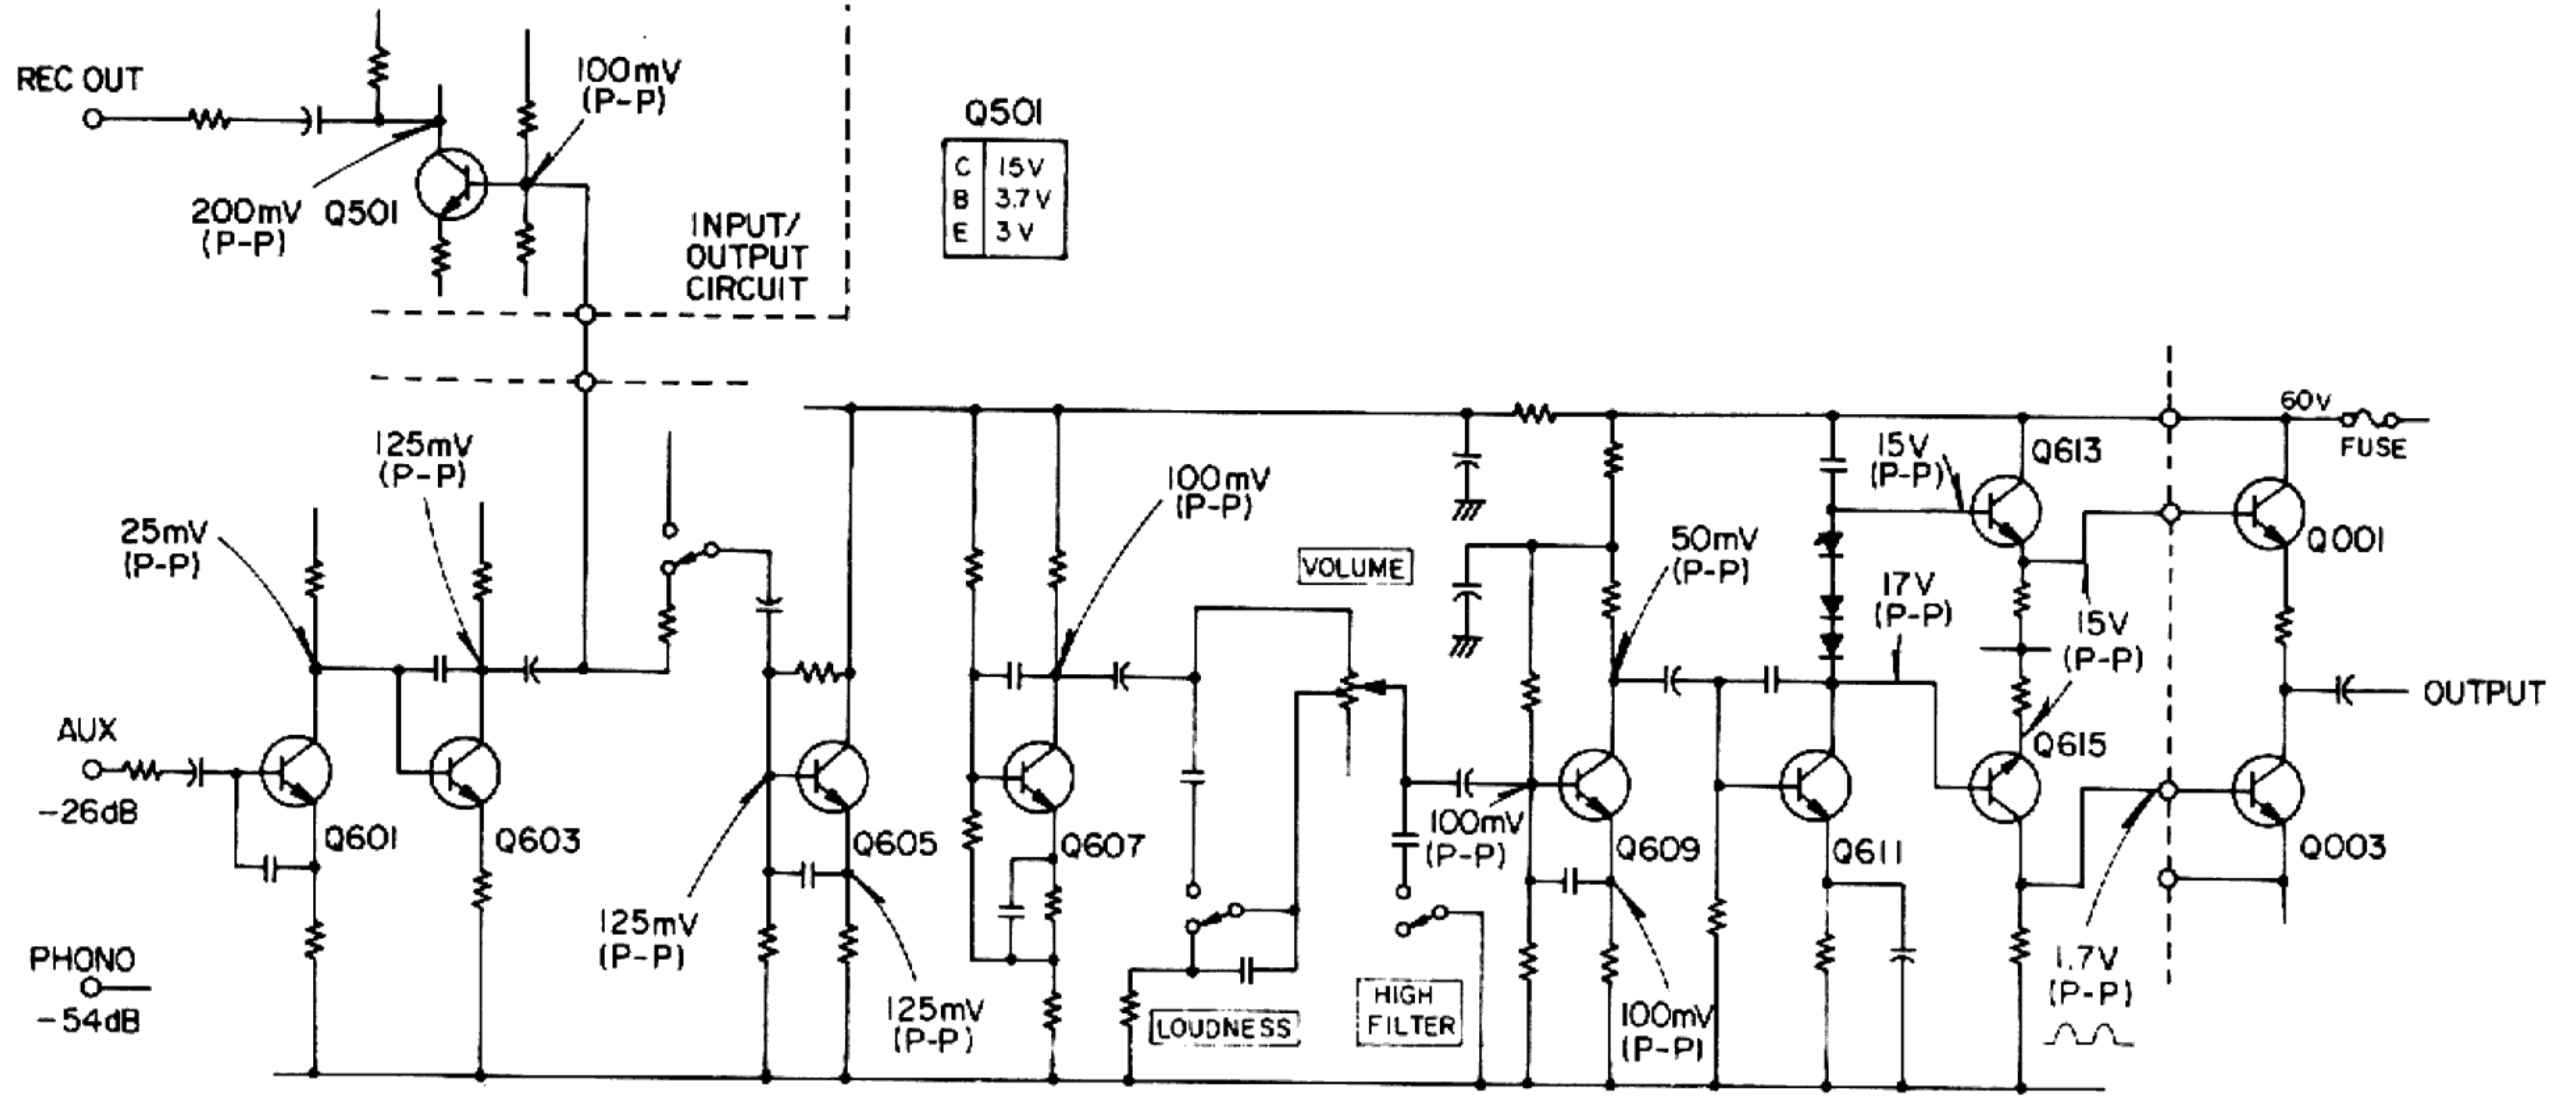 REC OUT
100mV
(P-P)
200mV
(P-P)
Q501
INPUT/
OUTPUT
CIRCUIT
Q501
C 15V
B 3.7V
E 3V
25mV
(P-P)
125mV
(P-P)
AUX
-26dB
Q601
Q603
PHONO
-54dB
125mV
(P-P)
Q605
125mV
(P-P)
100mV
(P-P)
Q607
VOLUME
LOUDNESS
HIGH
FILTER
100mV
(P-P)
50mV
(P-P)
Q609
100mV
(P-P)
Q611
15V
(P-P)
Q613
17V
(P-P)
15V
(P-P)
Q615
1.7V
(P-P)
60V
FUSE
Q001
OUTPUT
Q003